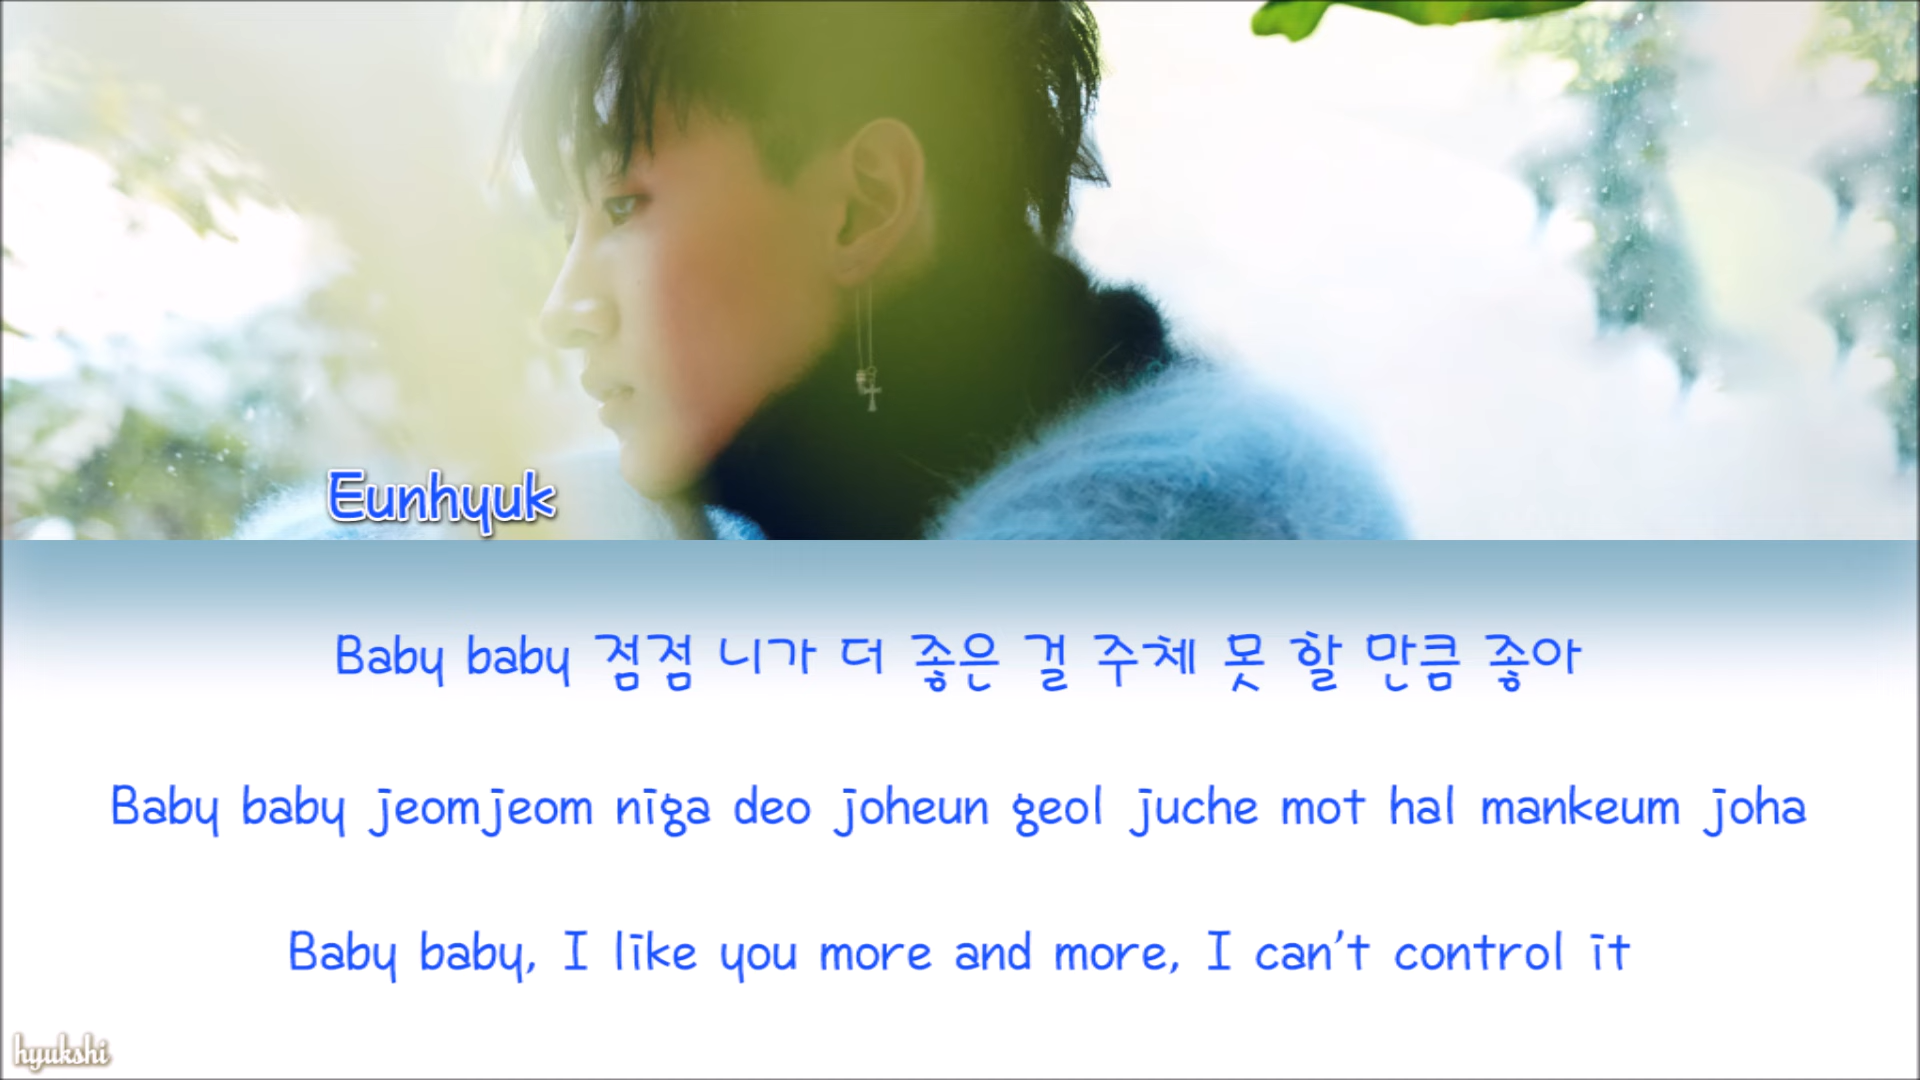 Eunhyuk
Baby baby 점점 니가 더 좋은 걸 주체 못 할 만큼 좋아
Baby baby jeomjeom niga deo joheun geol juche mot hal mankeum joha
Baby baby, I like you more and more, I can't control it
hyukshi